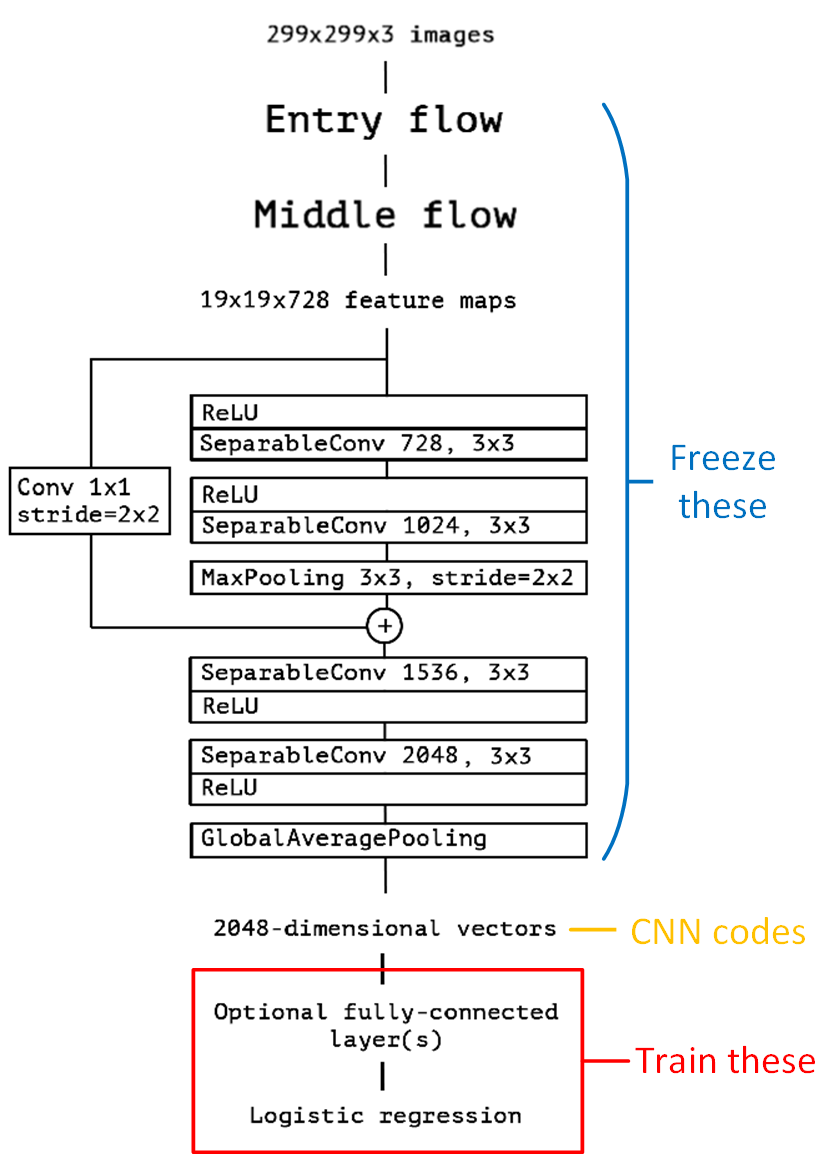 299x299x3 images
Entry flow
Middle flow
19x19x728 feature maps
ReLU
SeparableConv 728, 3x3
Conv 1x1
stride=2x2
ReLU
SeparableConv 1024, 3x3
MaxPooling 3x3, stride=2x2
+
SeparableConv 1536, 3x3
ReLU
SeparableConv 2048, 3x3
ReLU
GlobalAveragePooling
Freeze
these
2048-dimensional vectors
CNN codes
Optional fully-connected
layer(s)
Logistic regression
Train these